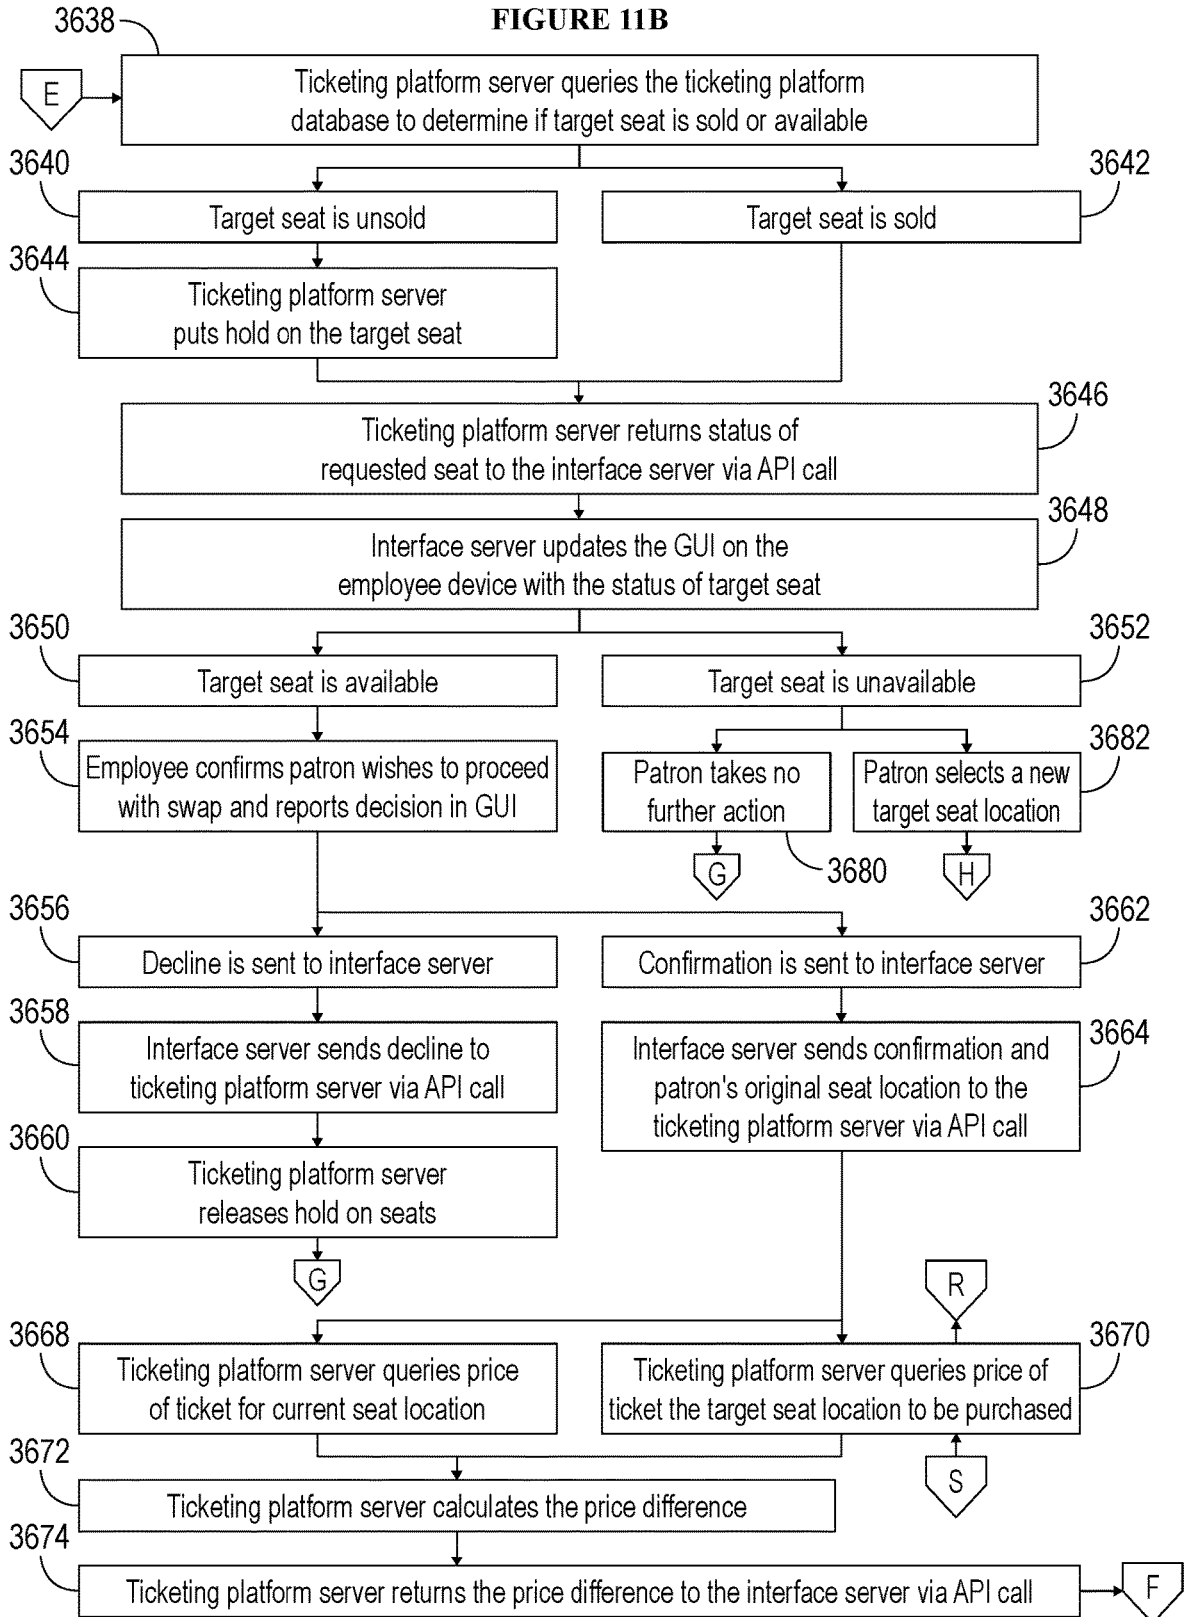 FIGURE 11B
3638
E
Ticketing platform server queries the ticketing platform
database to determine if target seat is sold or available
3640
3642
Target seat is unsold
Target seat is sold
3644
Ticketing platform server
puts hold on the target seat
3646
Ticketing platform server returns status of
requested seat to the interface server via API call
3648
Interface server updates the GUI on the
employee device with the status of target seat
3650
3652
Target seat is available
Target seat is unavailable
3654
3682
Employee confirms patron wishes to proceed
with swap and reports decision in GUI
Patron takes no
further action
Patron selects a new
target seat location
G
3680
H
3656
3662
Decline is sent to interface server
Confirmation is sent to interface server
3658
3664
Interface server sends decline to
ticketing platform server via API call
Interface server sends confirmation and
patron's original seat location to the
ticketing platform server via API call
3660
Ticketing platform server
releases hold on seats
G
R
3668
3670
Ticketing platform server queries price
of ticket for current seat location
Ticketing platform server queries price of
ticket the target seat location to be purchased
3672
S
Ticketing platform server calculates the price difference
3674
Ticketing platform server returns the price difference to the interface server via API call
F